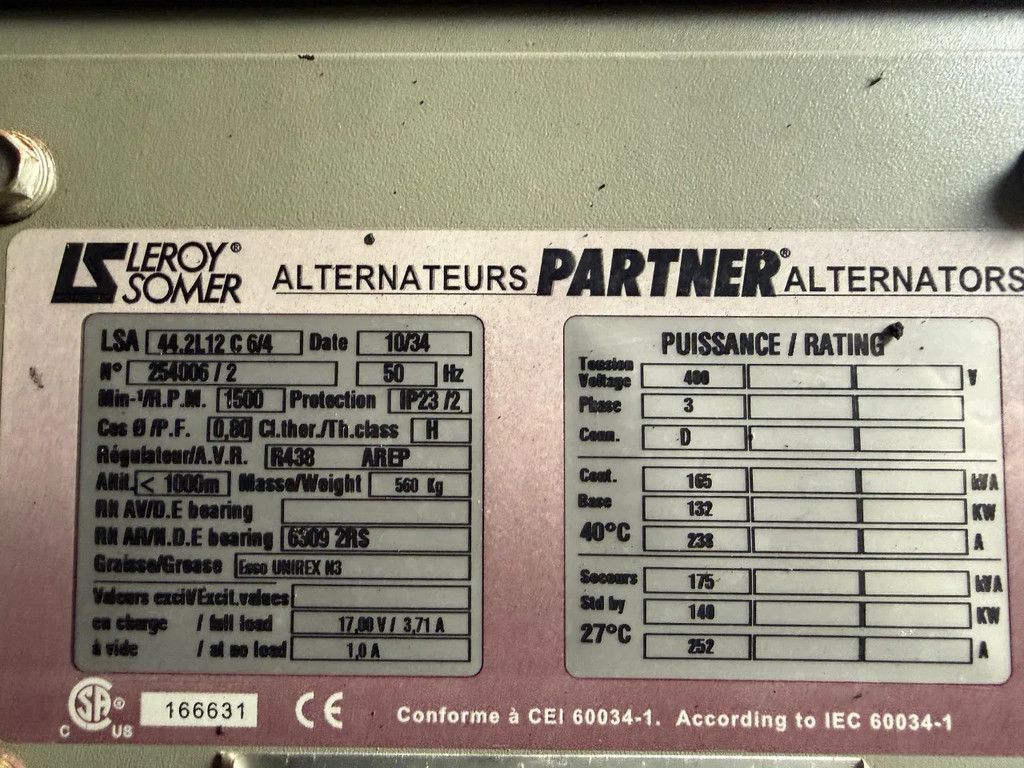 LS LEROY® SOMER ALTERNATEURS PARTNER® ALTERNATORS
LSA 44.2L12 C 6/4 Date 10/34
N° 254006 / 2 50 Hz
Min-¹/R.P.M. 1500 Protection IP23 /2
Cos Ø /P.F. 0,80 Cl.ther./Th.class H
Régulateur/A.V.R. R438 AREP
Altit. < 1000m Masse/Weight 560 Kg
Rlt AV/D.E bearing
Rlt AR/N.D.E bearing 6309 2RS
Graisse/Grease Esso UNIREX N3
Valeurs excit/Excit.values
en charge / full load 17,00 V / 3,71 A
à vide / at no load 1,0 A
PUISSANCE / RATING
Tension
Voltage 400 V
Phase 3
Conn. D
Cont. 165 kVA
Base 132 KW
40°C 238 A
Secours 175 kVA
Std by 140 KW
27°C 252 A
C SA® US 166631 CE Conforme à CEI 60034-1. According to IEC 60034-1